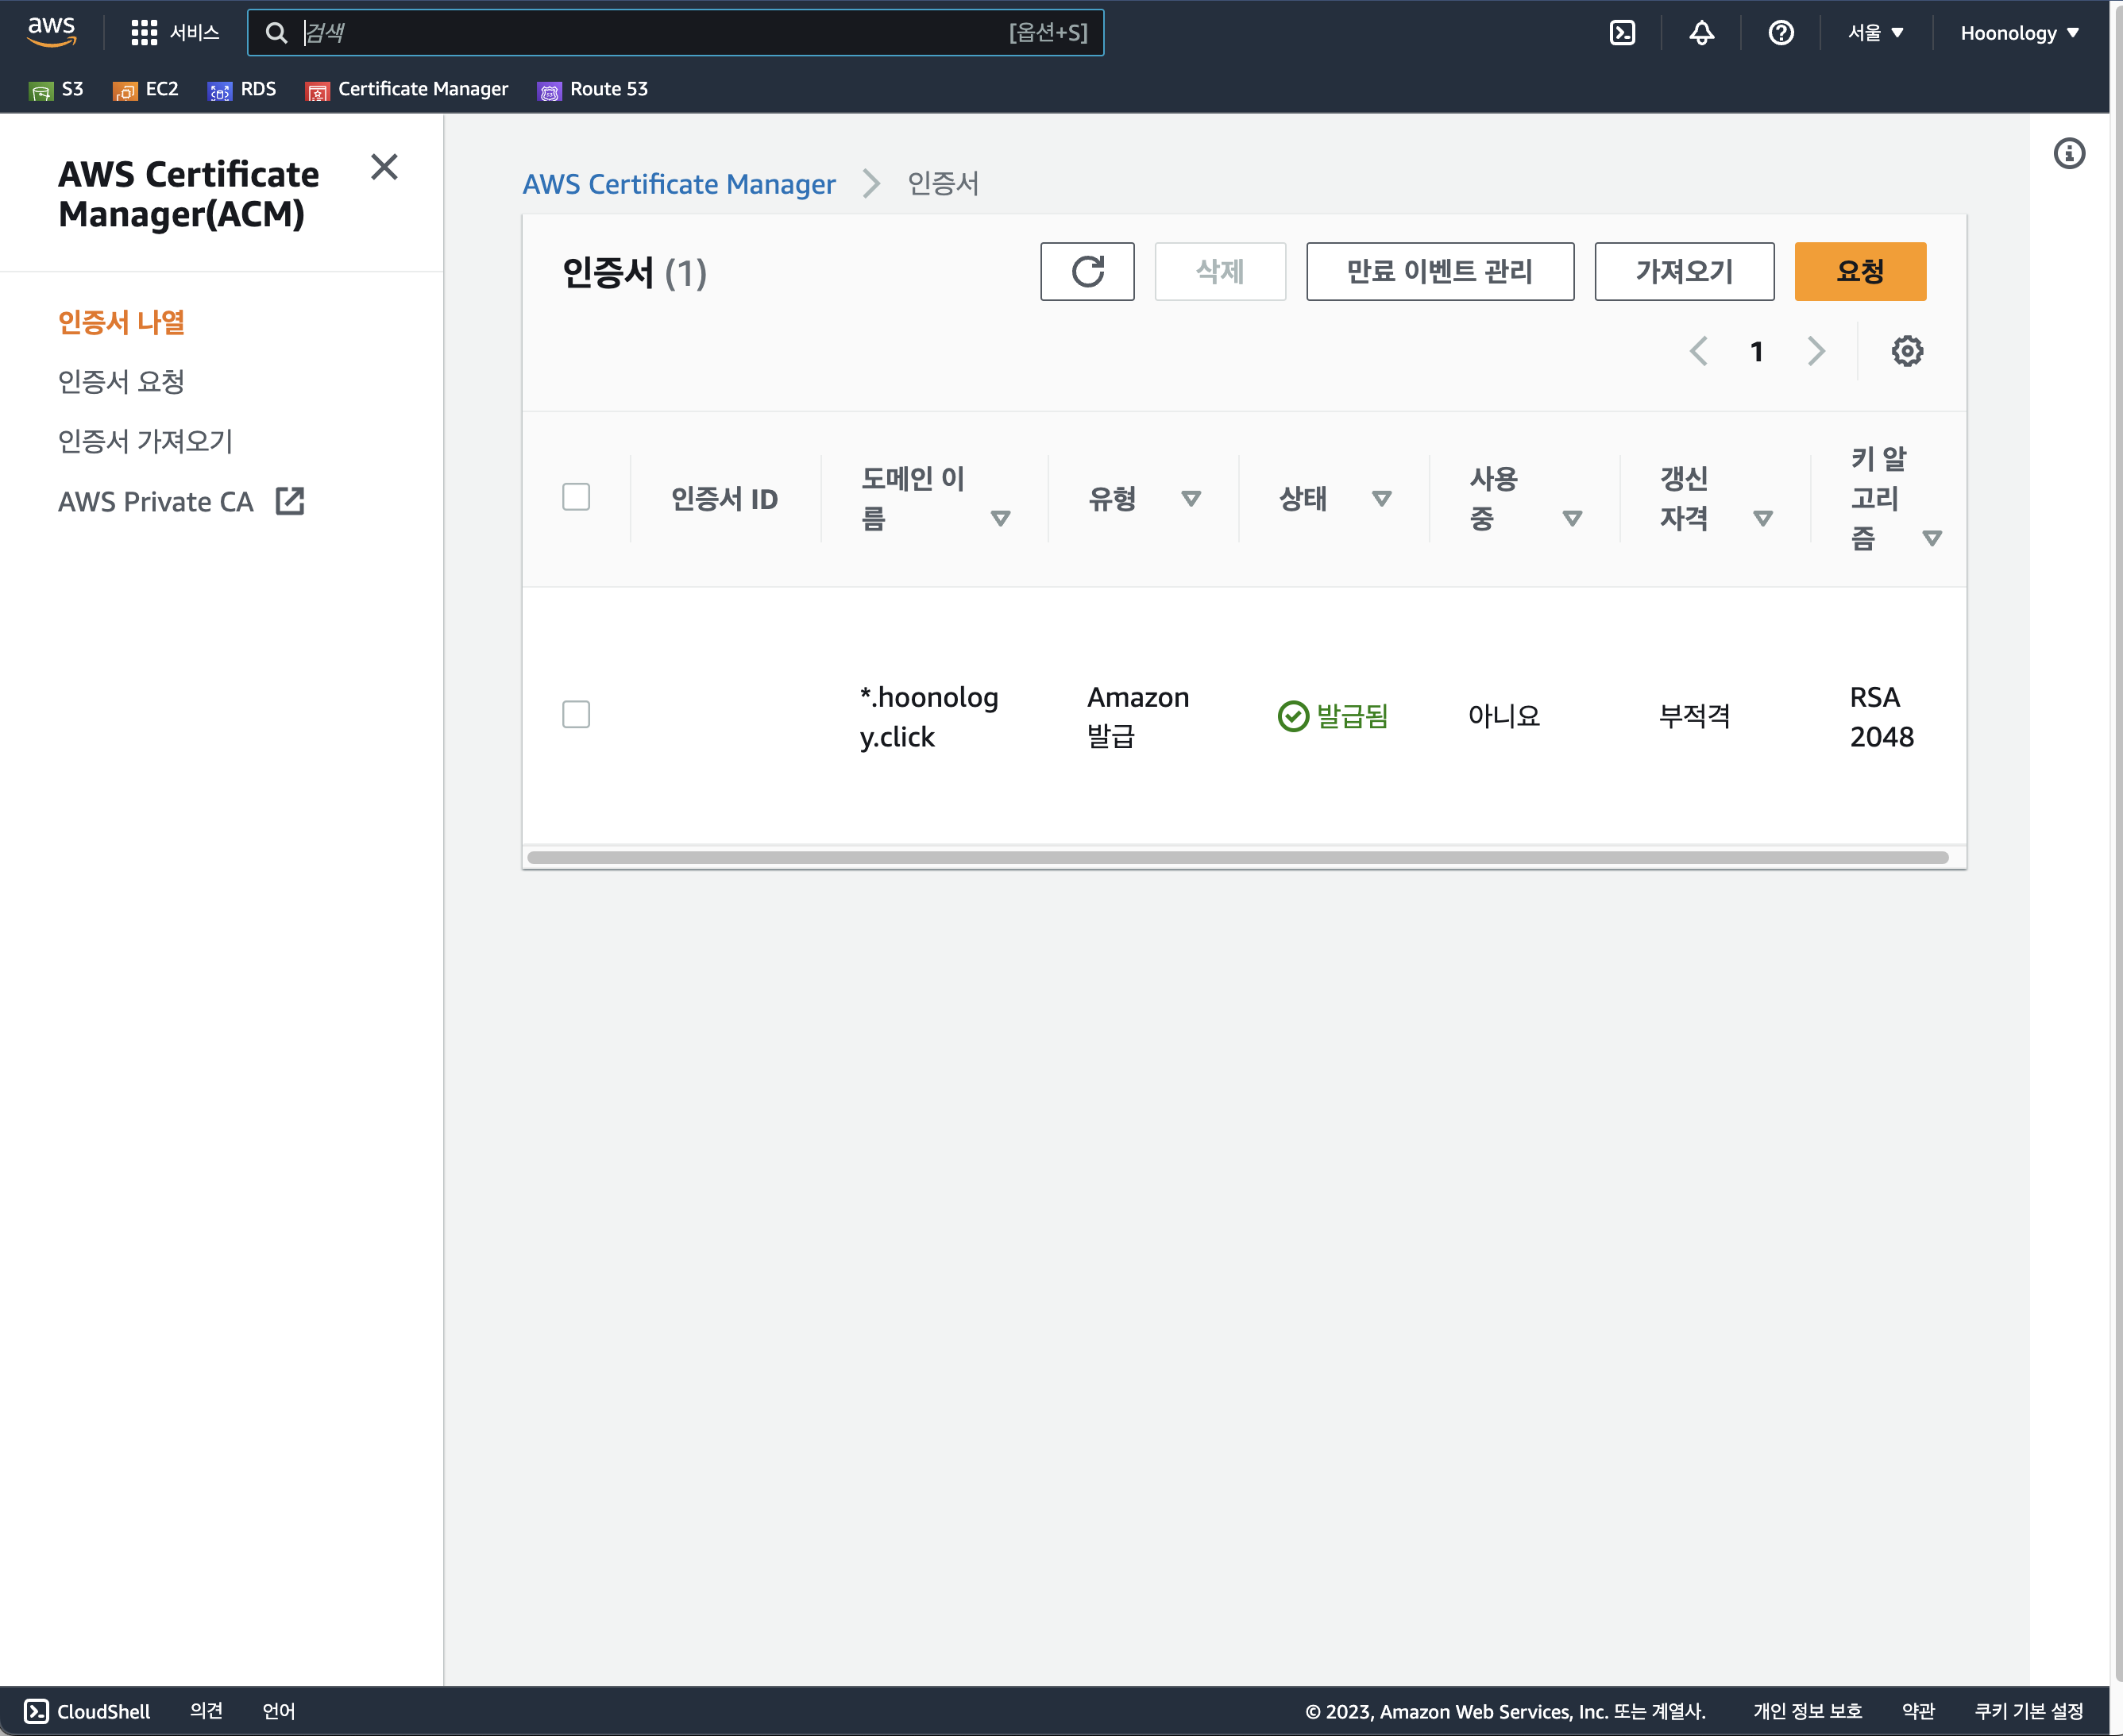 aws 서비스 검색 [옵션+S] 서울 ▼ Hoonology ▼
S3 EC2 RDS Certificate Manager Route 53
AWS Certificate
Manager(ACM)
인증서 나열
인증서 요청
인증서 가져오기
AWS Private CA
AWS Certificate Manager > 인증서
인증서 (1)
삭제 만료 이벤트 관리 가져오기 요청
1
인증서 ID
도메인 이
름
유형
상태
사용
중
갱신
자격
키 알
고리
즘
*.hoonolog
y.click
Amazon
발급
발급됨
아니요
부적격
RSA
2048
CloudShell 의견 언어 © 2023, Amazon Web Services, Inc. 또는 계열사. 개인 정보 보호 약관 쿠키 기본 설정